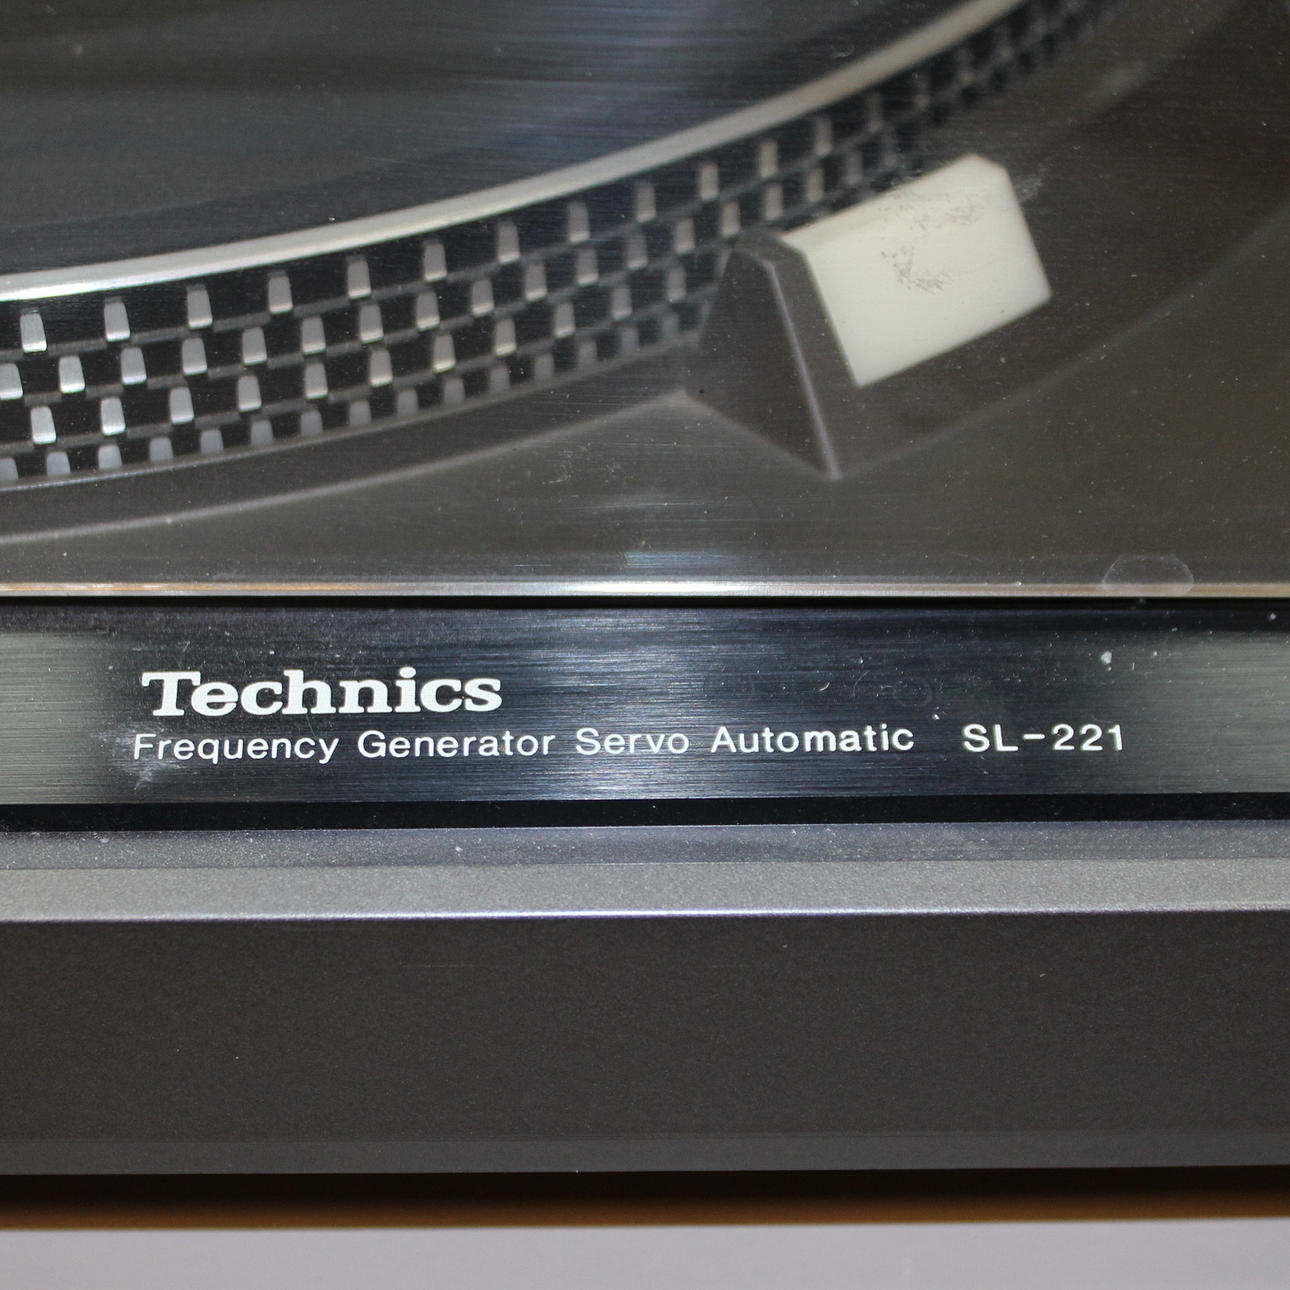 Technics
Frequency Generator Servo Automatic SL-221